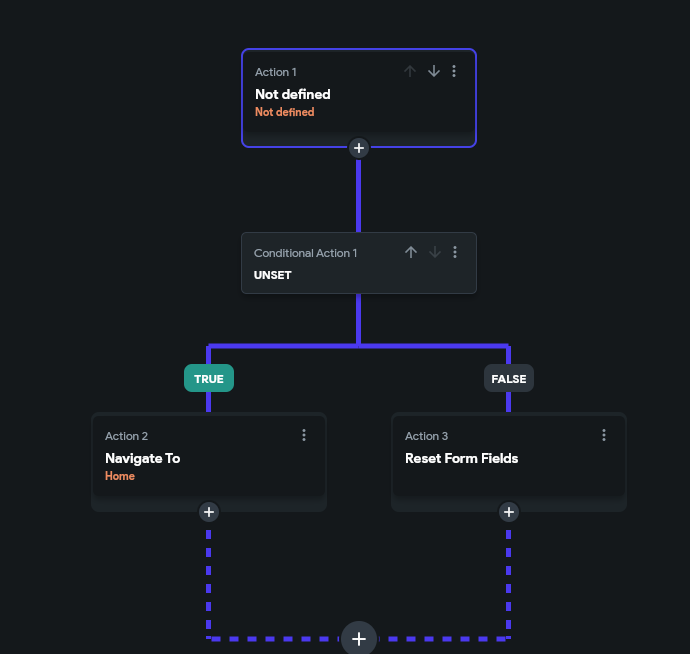 Action 1
Not defined
Not defined
Conditional Action 1
UNSET
TRUE
FALSE
Action 2
Navigate To
Home
Action 3
Reset Form Fields